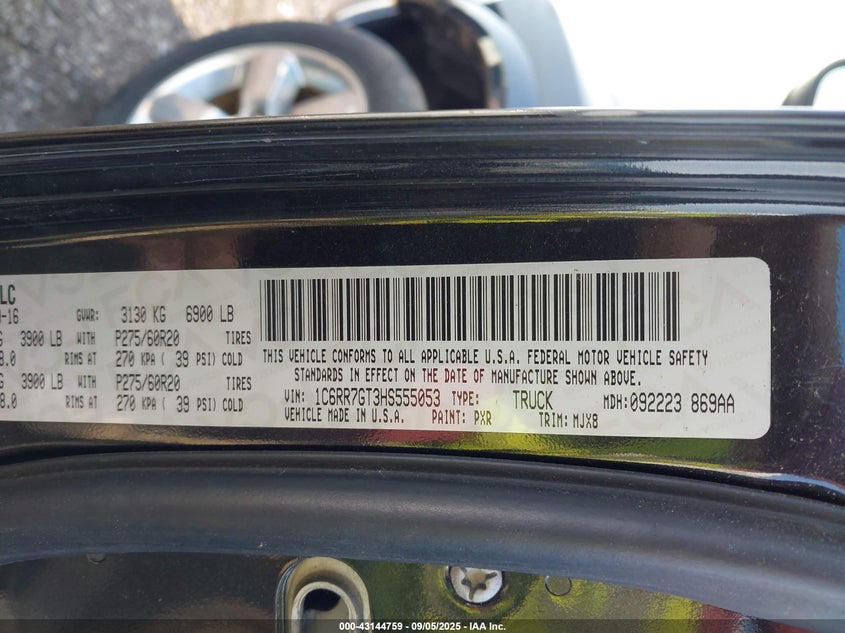 LC
-16 GVWR: 3130 KG 6900 LB
G 3900 LB WITH P275/60R20 TIRES
8.0 RIMS AT 270 KPA ( 39 PSI) COLD
G 3900 LB WITH P275/60R20 TIRES
8.0 RIMS AT 270 KPA ( 39 PSI) COLD
THIS VEHICLE CONFORMS TO ALL APPLICABLE U.S.A. FEDERAL MOTOR VEHICLE SAFETY
STANDARDS IN EFFECT ON THE DATE OF MANUFACTURE SHOWN ABOVE.
VIN: 1C6RR7GT3HS555053 TYPE: TRUCK MDH: 092223 869AA
VEHICLE MADE IN U.S.A. PAINT: PXR TRIM: MJX8
000-43144759 - 09/05/2025 - IAA Inc.